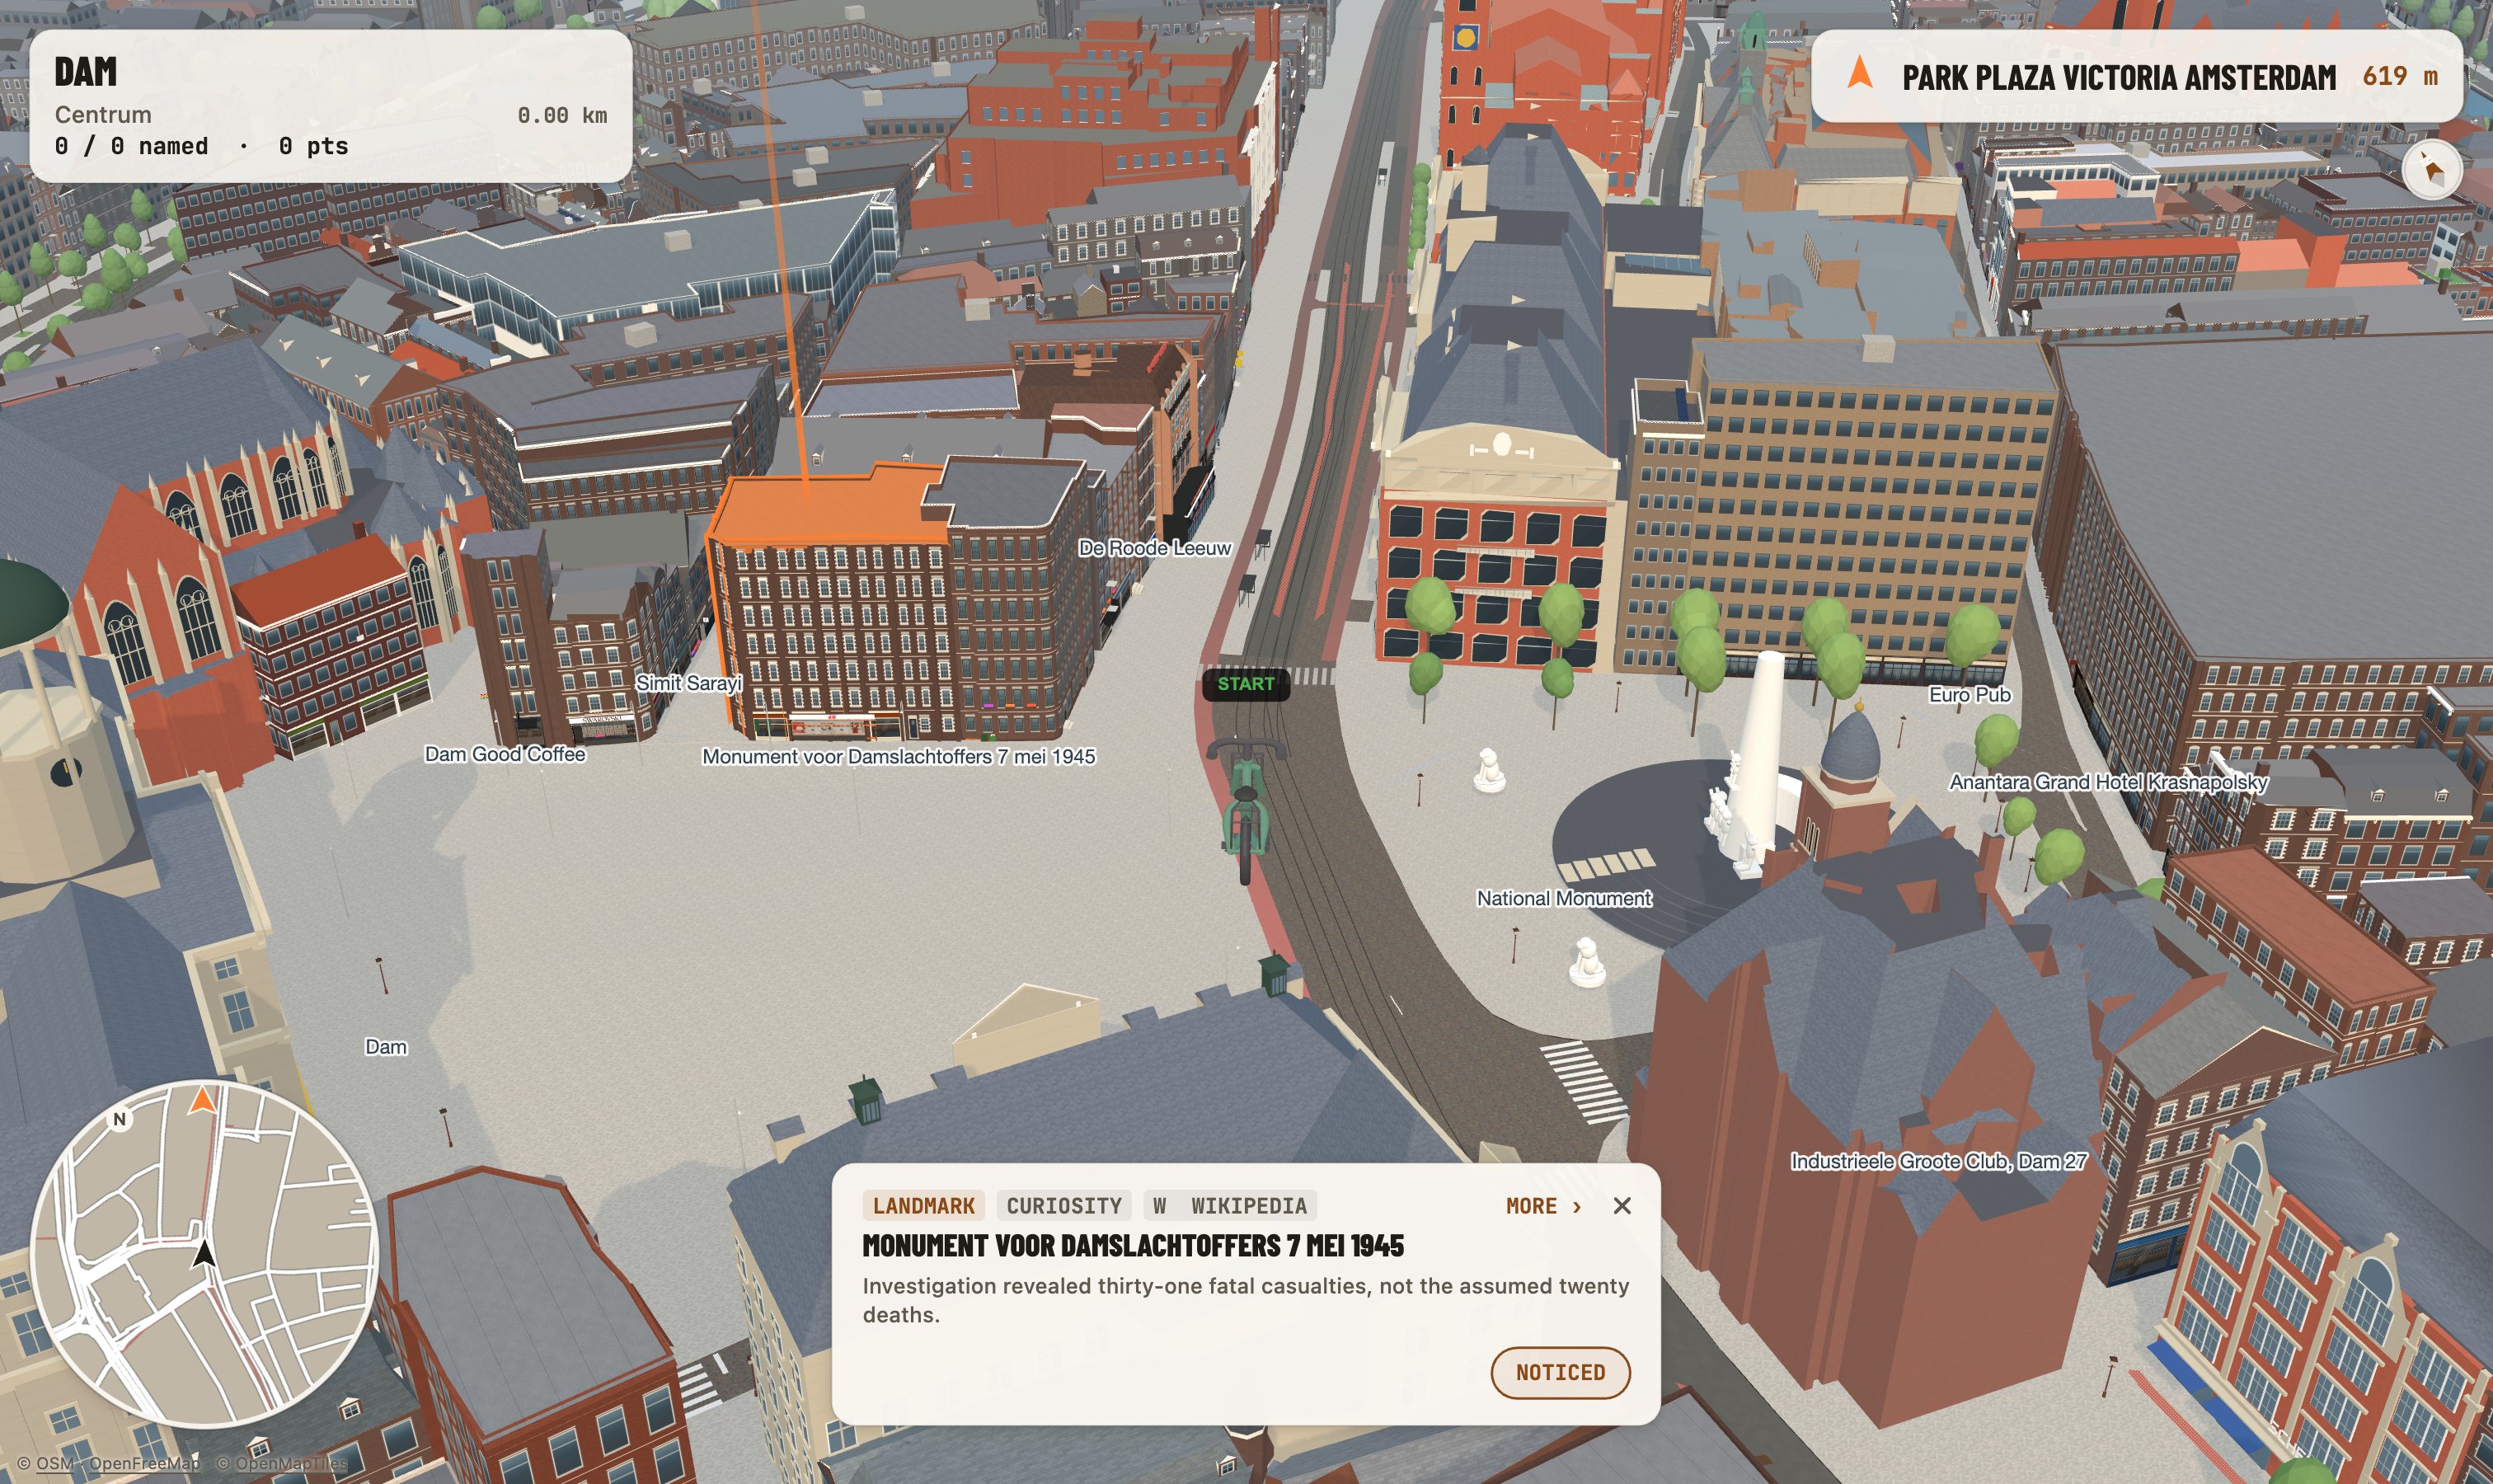 DAM
Centrum 0.00 km
0 / 0 named · 0 pts
PARK PLAZA VICTORIA AMSTERDAM 619 m
De Roode Leeuw
Simit Sarayi
START
Euro Pub
Dam Good Coffee
Monument voor Damslachtoffers 7 mei 1945
Anantara Grand Hotel Krasnapolsky
National Monument
Dam
N
Industrieele Groote Club, Dam 27
LANDMARK CURIOSITY W WIKIPEDIA MORE ›
MONUMENT VOOR DAMSLACHTOFFERS 7 MEI 1945
Investigation revealed thirty-one fatal casualties, not the assumed twenty
deaths.
NOTICED
© OSM · OpenFreeMap · © OpenMapTiles